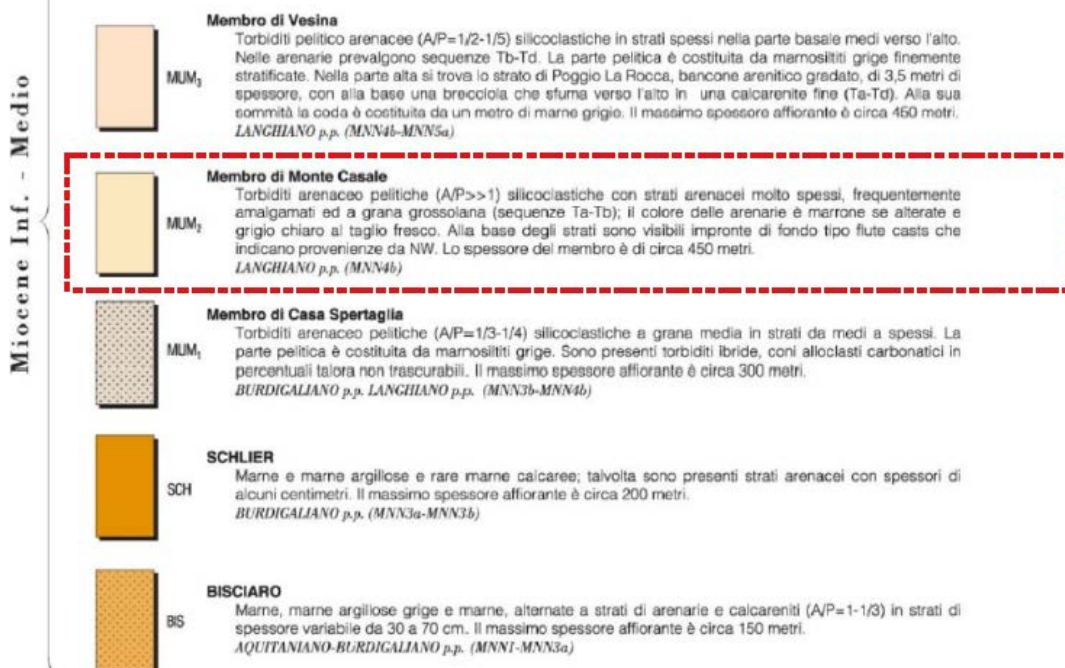 Miocene Inf. - Medio
Membro di Vesina
Torbiditi pelitico arenacee (A/P=1/2-1/5) silicoclastiche in strati spessi nella parte basale medi verso l'alto.
Nelle arenarie prevalgono sequenze Tb-Td. La parte pelitica è costituita da marnosiltiti grige finemente
stratificate. Nella parte alta si trova lo strato di Poggio La Rocca, bancone arenitico gradato, di 3,5 metri di
MUM3
spessore, con alla base una brecciola che sfuma verso l'alto in una calcarenite fine (Ta-Td). Alla sua
sommità la coda è costituita da un metro di marne grigie. Il massimo spessore affiorante è circa 450 metri.
LANGHIANO p.p. (MNN4b-MNN5a)
Membro di Monte Casale
Torbiditi arenaceo pelitiche (A/P>>1) silicoclastiche con strati arenacei molto spessi, frequentemente
amalgamati ed a grana grossolana (sequenze Ta-Tb); il colore delle arenarie è marrone se alterate e
MUM2
grigio chiaro al taglio fresco. Alla base degli strati sono visibili impronte di fondo tipo flute casts che
indicano provenienze da NW. Lo spessore del membro è di circa 450 metri.
LANGHIANO p.p. (MNN4b)
Membro di Casa Spertaglia
Torbiditi arenaceo pelitiche (A/P=1/3-1/4) silicoclastiche a grana media in strati da medi a spessi. La
MUM1
parte pelitica è costituita da marnosiltiti grige. Sono presenti torbiditi ibride, coni alloclasti carbonatici in
percentuali talora non trascurabili. Il massimo spessore affiorante è circa 300 metri.
BURDIGALIANO p.p. LANGHIANO p.p. (MNN3b-MNN4b)
SCHLIER
Marne e marne argillose e rare marne calcaree; talvolta sono presenti strati arenacei con spessori di
SCH
alcuni centimetri. Il massimo spessore affiorante è circa 200 metri.
BURDIGALIANO p.p. (MNN3a-MNN3b)
BISCIARO
Marne, marne argillose grige e marne, alternate a strati di arenarie e calcareniti (A/P=1-1/3) in strati di
BIS
spessore variabile da 30 a 70 cm. Il massimo spessore affiorante è circa 150 metri.
AQUITANIANO-BURDIGALIANO p.p. (MNN1-MNN3a)